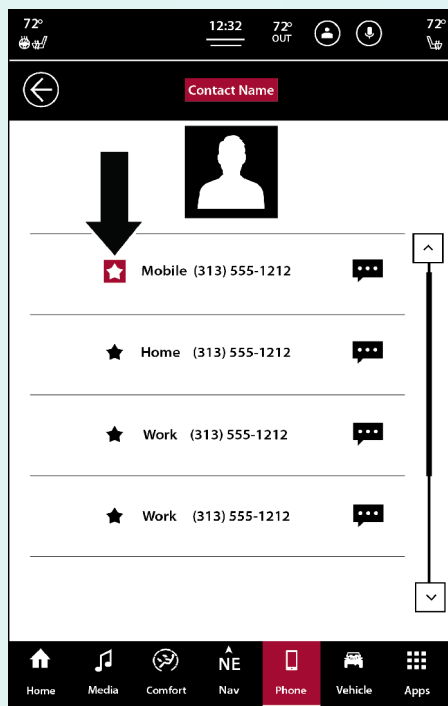 72°
12:32
72°
OUT
72°
Contact Name
Mobile (313) 555-1212
Home (313) 555-1212
Work (313) 555-1212
Work (313) 555-1212
NE
Home Media Comfort Nav Phone Vehicle Apps